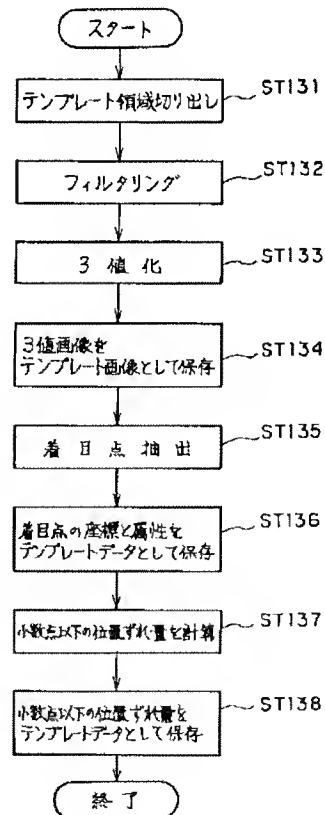 スタート
テンプレート領域切り出し
ST131
フィルタリング
ST132
3値化
ST133
3値画像を
テンプレート画像として保存
ST134
着目点抽出
ST135
着目点の座標と属性を
テンプレートデータとして保存
ST136
小数点以下の位置ずれ量を計算
ST137
小数点以下の位置ずれ量を
テンプレートデータとして保存
ST138
終了